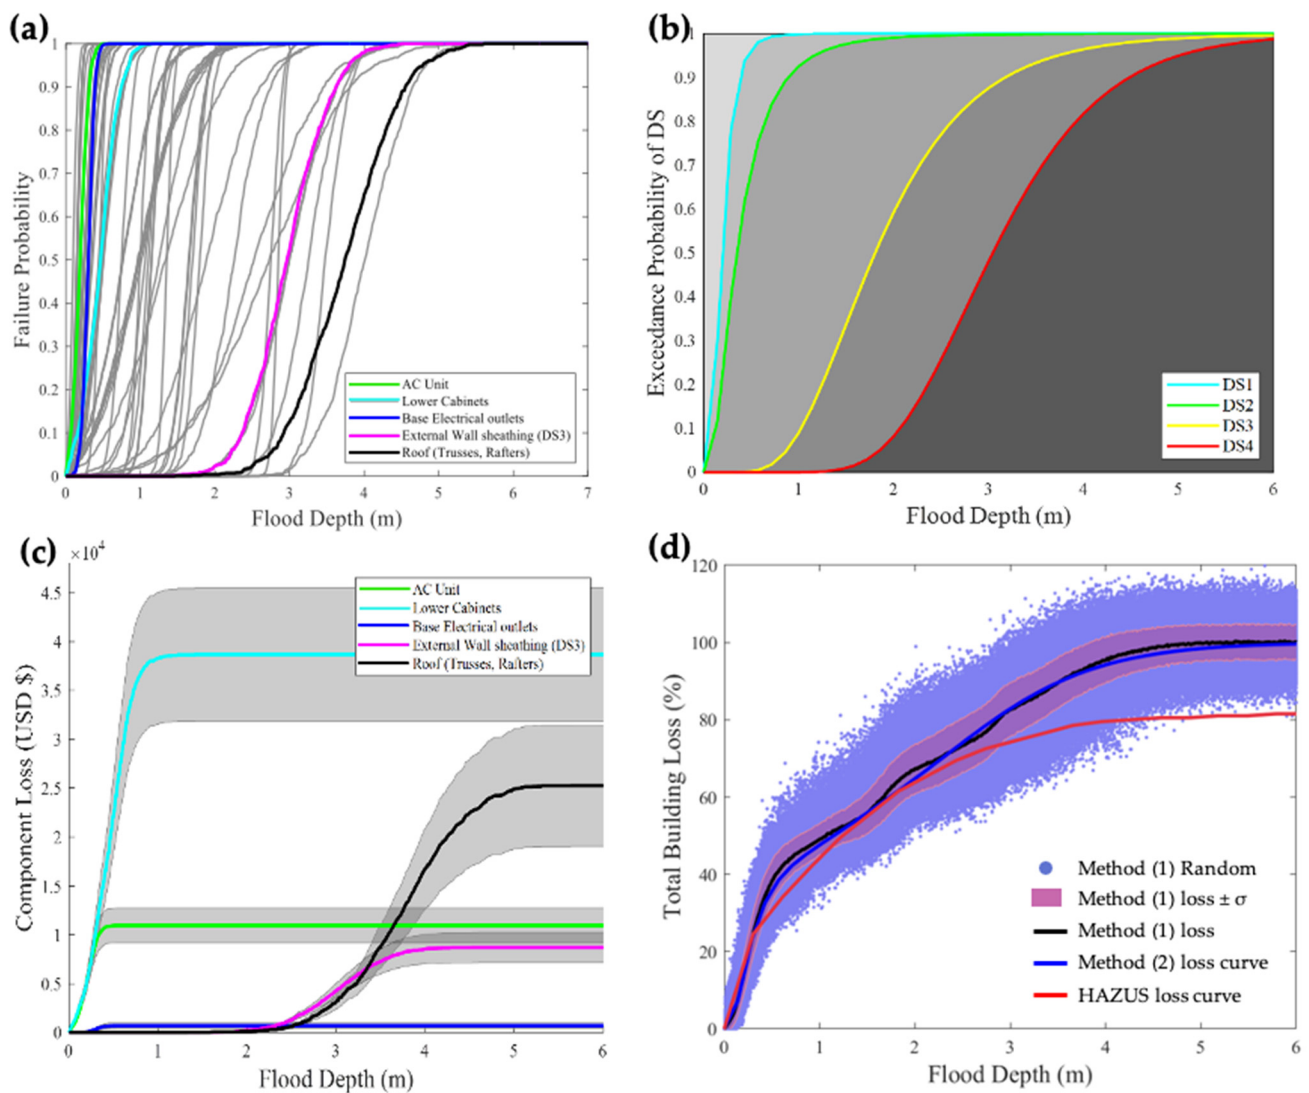 (a)
1
0.9
0.8
0.7
0.6
0.5
0.4
0.3
0.2
0.1
0
Failure Probability
AC Unit
Lower Cabinets
Base Electrical outlets
External Wall sheathing (DS3)
Roof (Trusses, Rafters)
0 1 2 3 4 5 6 7
Flood Depth (m)
(b)
1
0.9
0.8
0.7
0.6
0.5
0.4
0.3
0.2
0.1
0
Exceedance Probability of DS
DS1
DS2
DS3
DS4
0 1 2 3 4 5 6
Flood Depth (m)
(c)
×10⁴
4.5
4
3.5
3
2.5
2
1.5
1
0.5
0
Component Loss (USD $)
AC Unit
Lower Cabinets
Base Electrical outlets
External Wall sheathing (DS3)
Roof (Trusses, Rafters)
0 1 2 3 4 5 6
Flood Depth (m)
(d)
120
100
80
60
40
20
0
Total Building Loss (%)
Method (1) Random
Method (1) loss ± σ
Method (1) loss
Method (2) loss curve
HAZUS loss curve
0 1 2 3 4 5 6
Flood Depth (m)